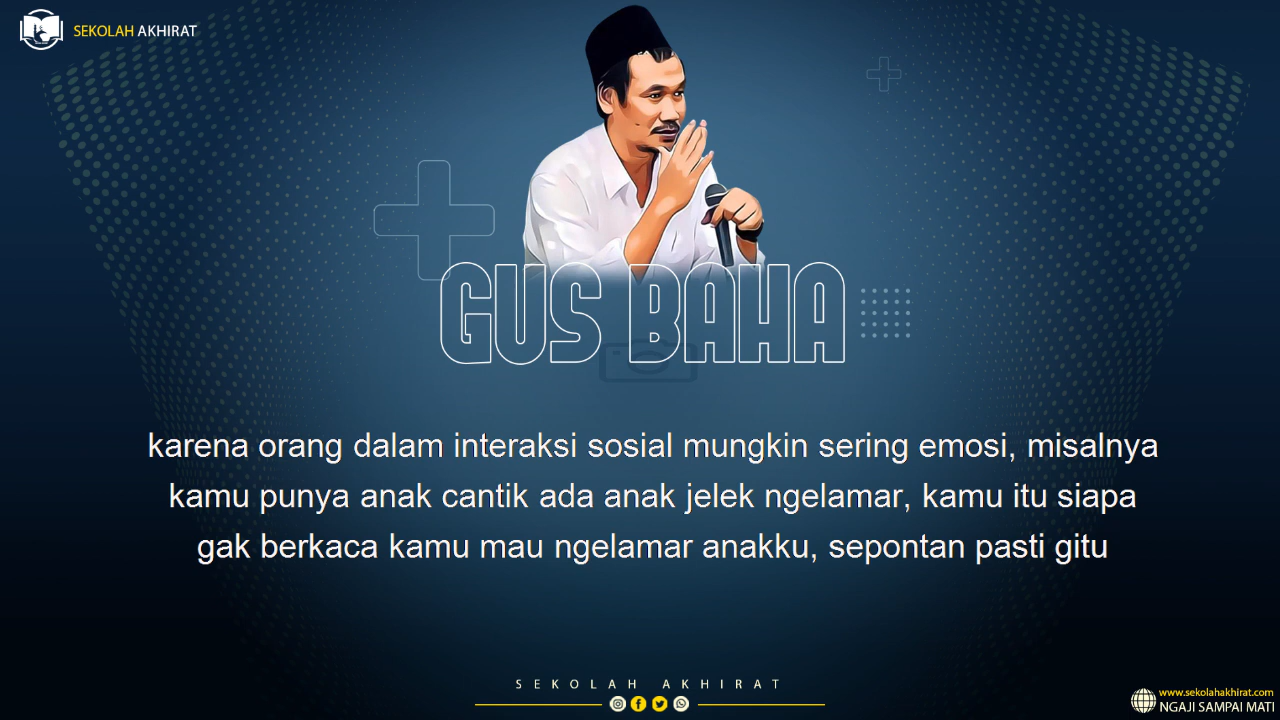 SEKOLAH AKHIRAT
GUS BAHA
karena orang dalam interaksi sosial mungkin sering emosi, misalnya
kamu punya anak cantik ada anak jelek ngelamar, kamu itu siapa
gak berkaca kamu mau ngelamar anakku, sepontan pasti gitu
SEKOLAH AKHIRAT
www.sekolahakhirat.com
NGAJI SAMPAI MATI